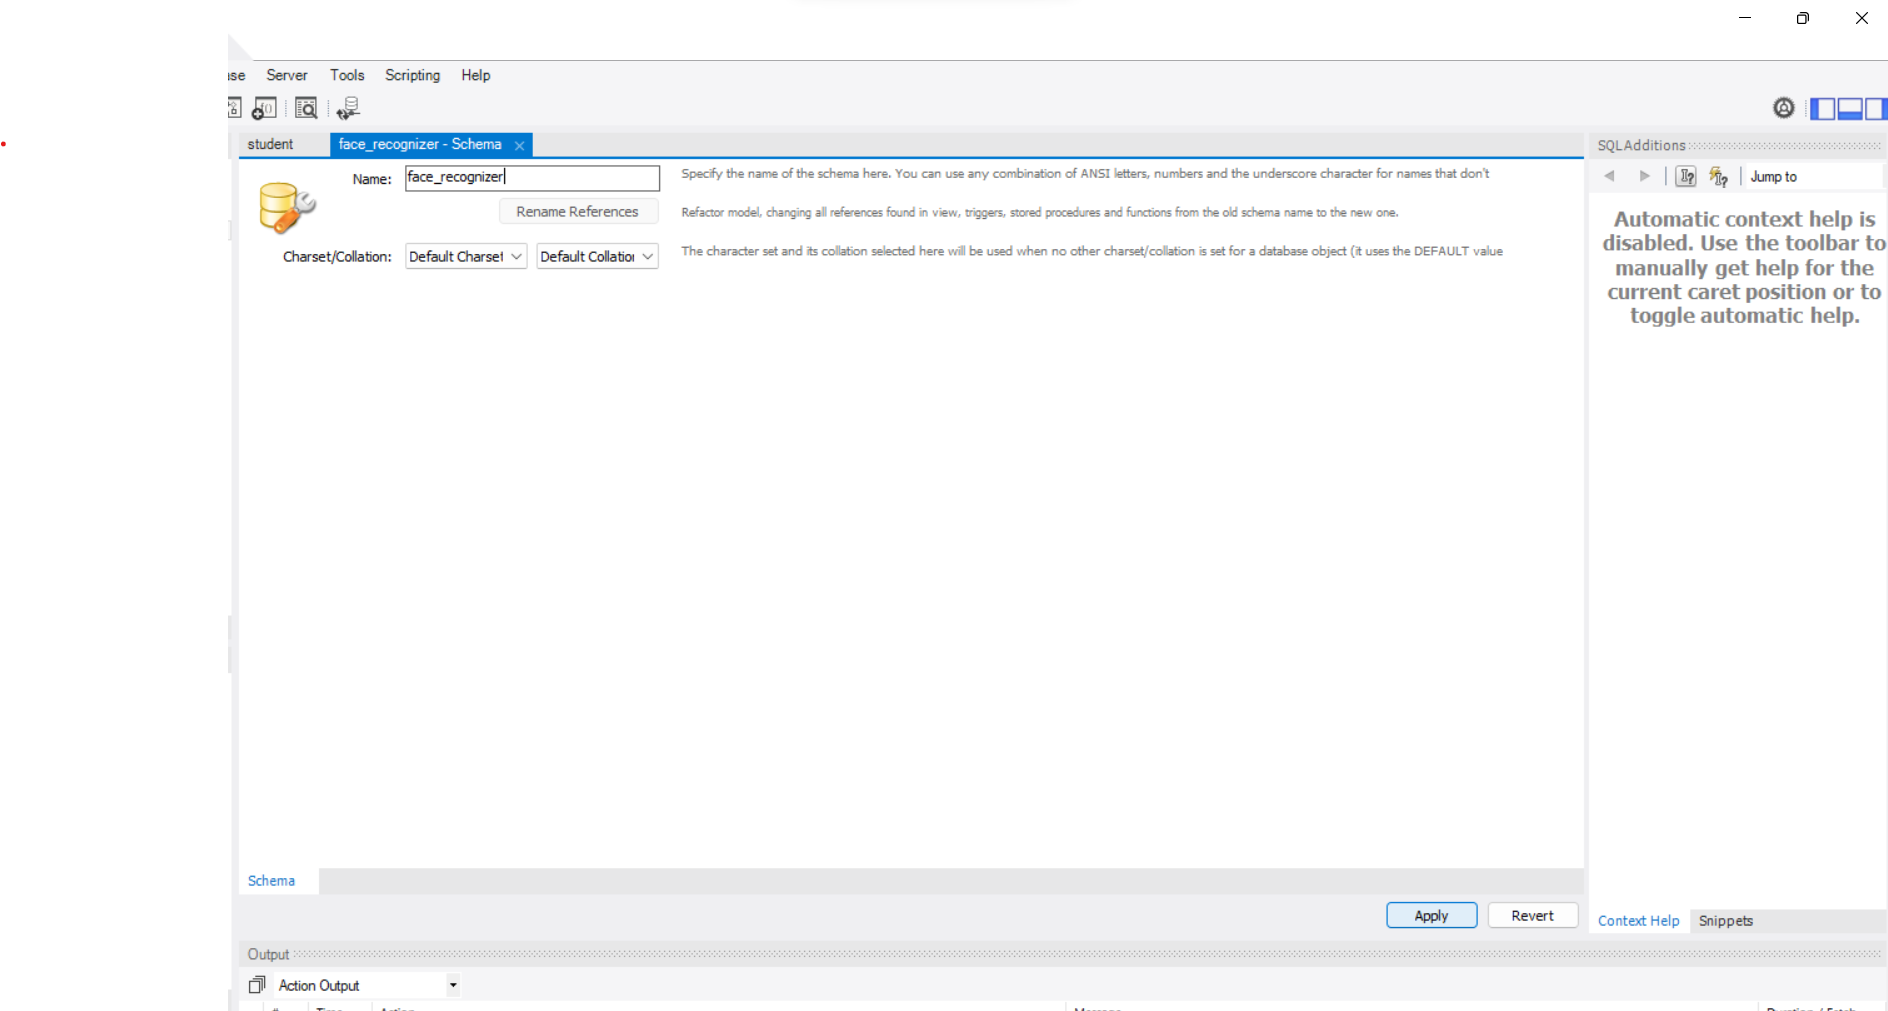 Server Tools Scripting Help
student face_recognizer - Schema
SQLAdditions
Name: face_recognizer
Specify the name of the schema here. You can use any combination of ANSI letters, numbers and the underscore character for names that don't
Jump to
Rename References
Refactor model, changing all references found in view, triggers, stored procedures and functions from the old schema name to the new one.
Charset/Collation: Default Charset Default Collation
The character set and its collation selected here will be used when no other charset/collation is set for a database object (it uses the DEFAULT value
Automatic context help is
disabled. Use the toolbar to
manually get help for the
current caret position or to
toggle automatic help.
Schema
Apply Revert
Context Help Snippets
Output
Action Output